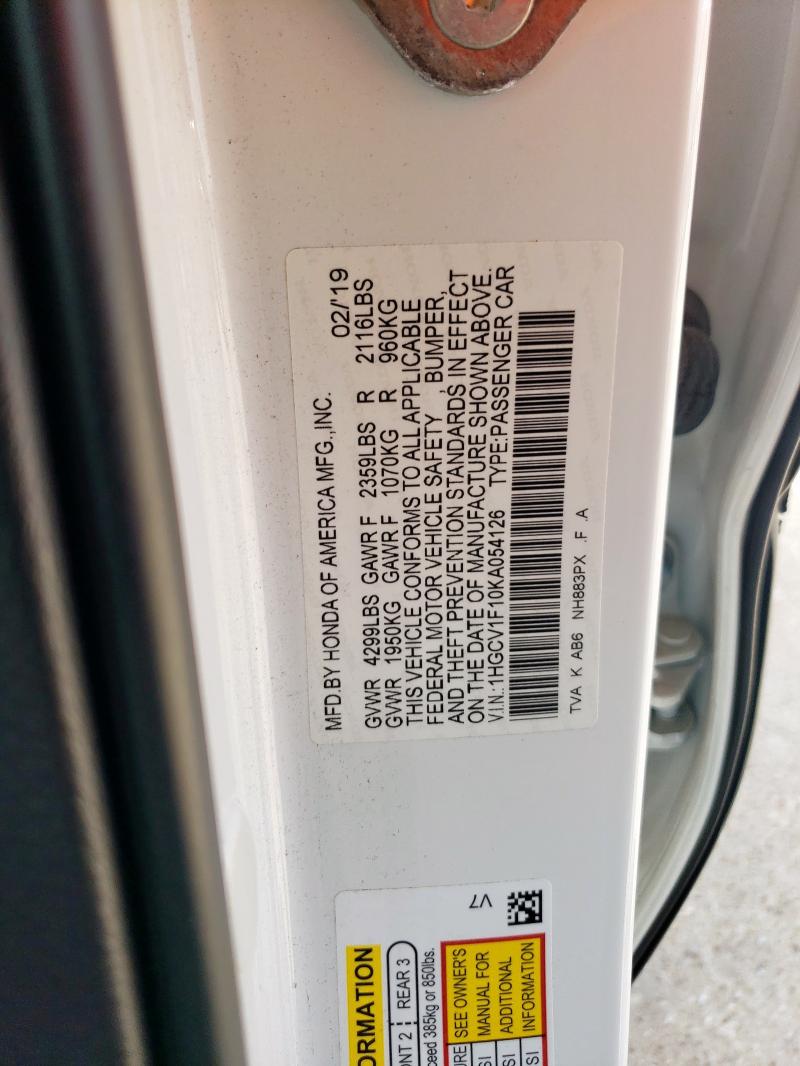 MFD.BY HONDA OF AMERICA MFG.,INC. 02/'19
GVWR 4299LBS GAWR F 2359LBS R 2116LBS
GVWR 1950KG GAWR F 1070KG R 960KG
THIS VEHICLE CONFORMS TO ALL APPLICABLE
FEDERAL MOTOR VEHICLE SAFETY , BUMPER,
AND THEFT PREVENTION STANDARDS IN EFFECT
ON THE DATE OF MANUFACTURE SHOWN ABOVE.
V.I.N.:1HGCV1F10KA054126 TYPE:PASSENGER CAR
TVA K AB6 NH883PX .F .A
V7
2 REAR 3
385kg or 850lbs.
SEE OWNER'S
MANUAL FOR
ADDITIONAL
INFORMATION